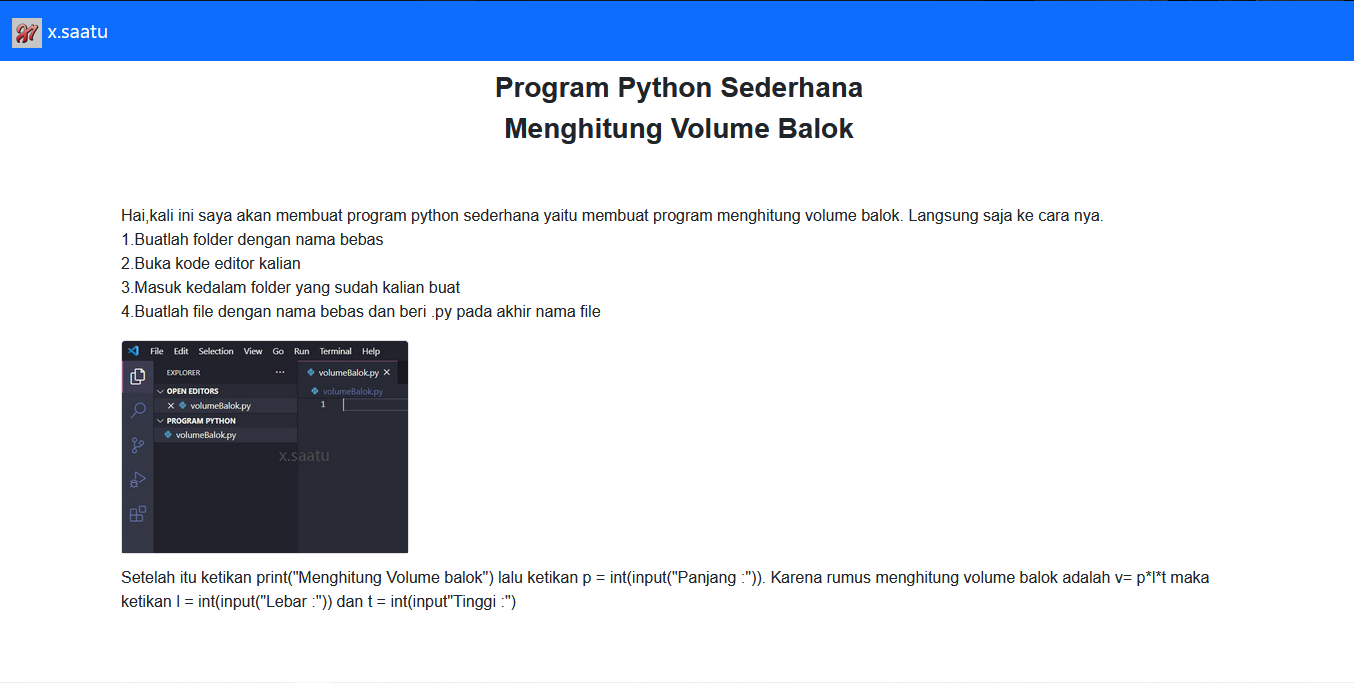 x.saatu
Program Python Sederhana
Menghitung Volume Balok
Hai,kali ini saya akan membuat program python sederhana yaitu membuat program menghitung volume balok. Langsung saja ke cara nya.
1.Buatlah folder dengan nama bebas
2.Buka kode editor kalian
3.Masuk kedalam folder yang sudah kalian buat
4.Buatlah file dengan nama bebas dan beri .py pada akhir nama file
File Edit Selection View Go Run Terminal Help
EXPLORER ... volumeBalok.py ×
OPEN EDITORS volumeBalok.py
× volumeBalok.py 1
PROGRAM PYTHON
volumeBalok.py
x.saatu
Setelah itu ketikan print("Menghitung Volume balok") lalu ketikan p = int(input("Panjang :")). Karena rumus menghitung volume balok adalah v= p*l*t maka
ketikan l = int(input("Lebar :")) dan t = int(input"Tinggi :")